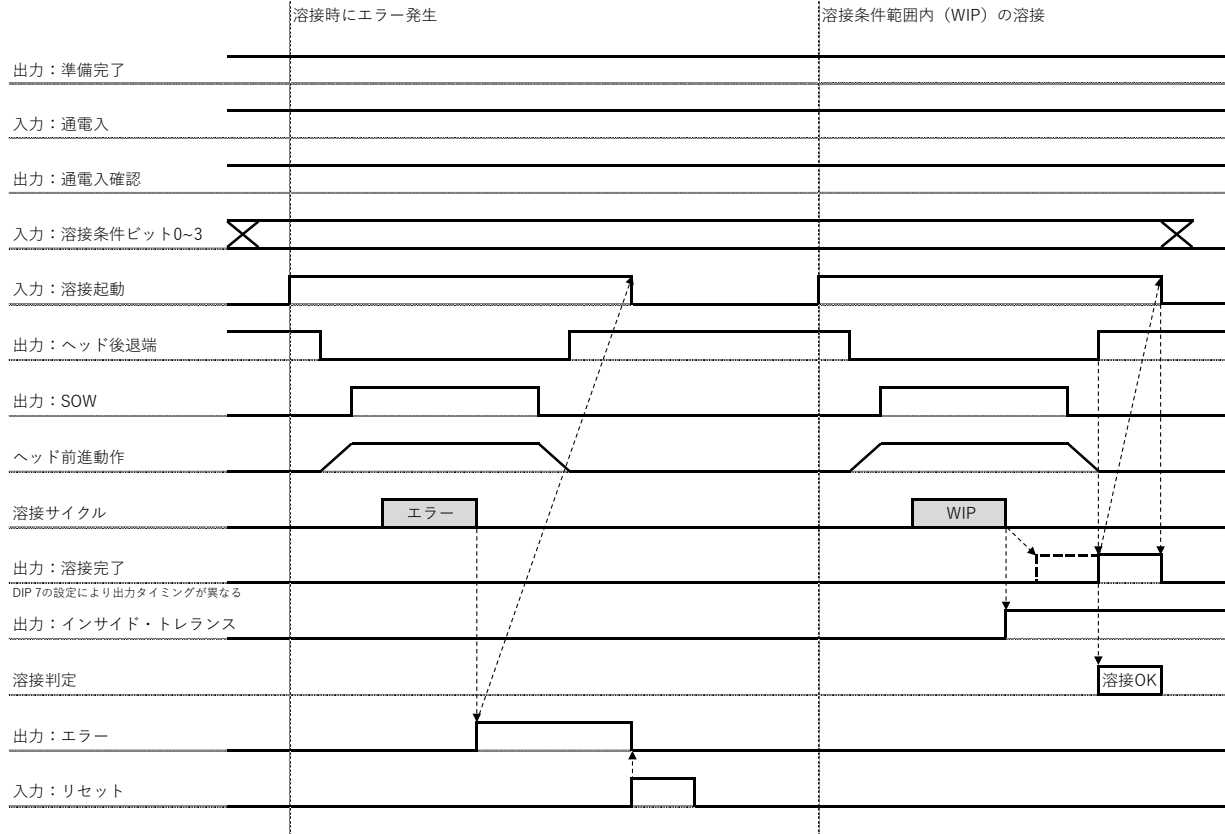 溶接時にエラー発生
溶接条件範囲内（WIP）の溶接
出力：準備完了
入力：通電入
出力：通電入確認
入力：溶接条件ビット0~3
入力：溶接起動
出力：ヘッド後退端
出力：SOW
ヘッド前進動作
溶接サイクル
エラー
WIP
出力：溶接完了
DIP 7の設定により出力タイミングが異なる
出力：インサイド・トレランス
溶接判定
溶接OK
出力：エラー
入力：リセット